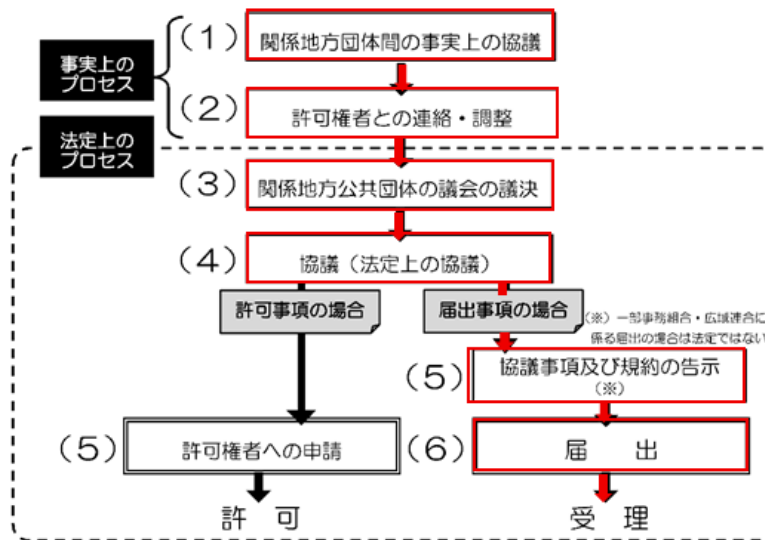 事実上の
プロセス
(1)
関係地方団体間の事実上の協議
(2)
許可権者との連絡・調整
法定上の
プロセス
(3)
関係地方公共団体の議会の議決
(4)
協議（法定上の協議）
許可事項の場合
届出事項の場合
(※)一部事務組合・広域連合に
係る届出の場合は法定ではない
(5)
協議事項及び規約の告示
(※)
(5)
許可権者への申請
(6)
届 出
許 可
受 理